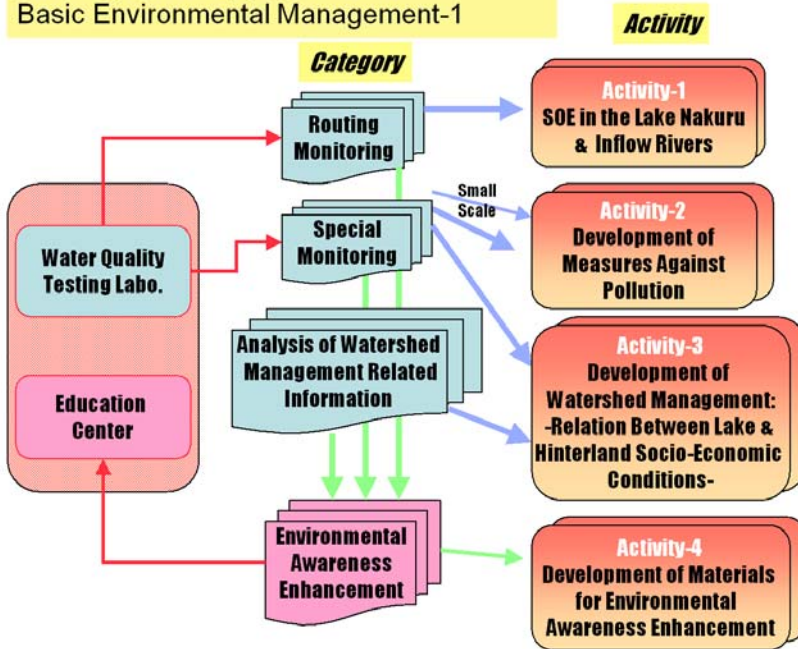 Basic Environmental Management-1
Activity
Category
Routing
Monitoring
Activity-1
SOE in the Lake Nakuru
& Inflow Rivers
Small
Scale
Special
Monitoring
Activity-2
Development of
Measures Against
Pollution
Water Quality
Testing Labo.
Analysis of Watershed
Management Related
Information
Activity-3
Development of
Watershed Management:
-Relation Between Lake &
Hinterland Socio-Economic
Conditions-
Education
Center
Environmental
Awareness
Enhancement
Activity-4
Development of Materials
for Environmental
Awareness Enhancement